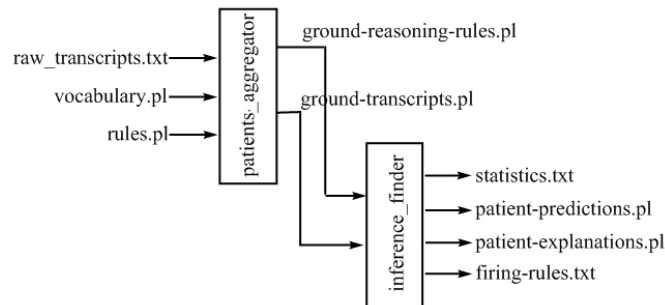 ground-reasoning-rules.pl
raw_transcripts.txt
vocabulary.pl
rules.pl
patients_aggregator
ground-transcripts.pl
inference_finder
statistics.txt
patient-predictions.pl
patient-explanations.pl
firing-rules.txt